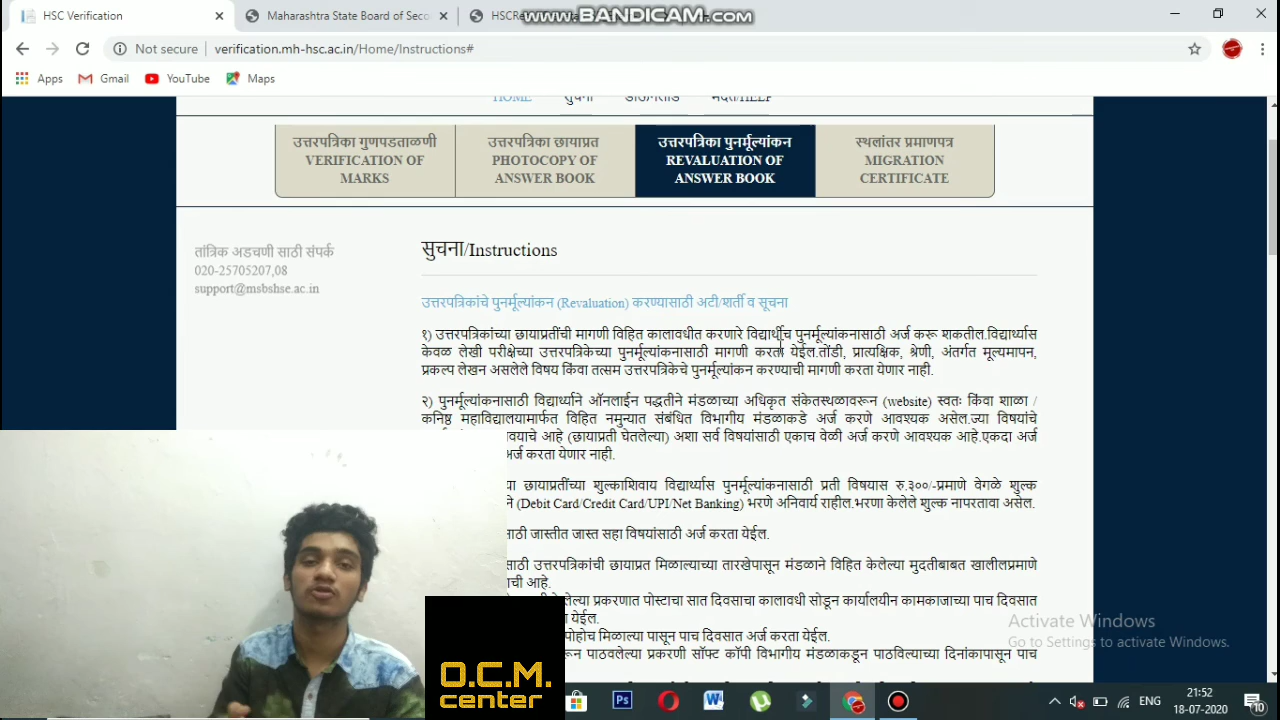 HSC Verification
Maharashtra State Board of Seco
HSCRe
WWW.BANDICAM.COM
Not secure
verification.mh-hsc.ac.in/Home/Instructions#
Apps
Gmail
YouTube
Maps
HOME
सुचना
डाऊनलोड
मदत/HELP
उत्तरपत्रिका गुणपडताळणी
VERIFICATION OF
MARKS
उत्तरपत्रिका छायाप्रत
PHOTOCOPY OF
ANSWER BOOK
उत्तरपत्रिका पुनर्मूल्यांकन
REVALUATION OF
ANSWER BOOK
स्थलांतर प्रमाणपत्र
MIGRATION
CERTIFICATE
तांत्रिक अडचणी साठी संपर्क
020-25705207,08
support@msbshse.ac.in
सुचना/Instructions
उत्तरपत्रिकांचे पुनर्मूल्यांकन (Revaluation) करण्यासाठी अटी/शर्ती व सूचना
१) उत्तरपत्रिकांच्या छायाप्रतींची मागणी विहित कालावधीत करणारे विद्यार्थीच पुनर्मूल्यांकनासाठी अर्ज करू शकतील.विद्यार्थ्यास
केवळ लेखी परीक्षेच्या उत्तरपत्रिकेच्या पुनर्मूल्यांकनासाठी मागणी करता येईल.तोंडी, प्रात्यक्षिक, श्रेणी, अंतर्गत मूल्यमापन,
प्रकल्प लेखन असलेले विषय किंवा तत्सम उत्तरपत्रिकेचे पुनर्मूल्यांकन करण्याची मागणी करता येणार नाही.
२) पुनर्मूल्यांकनासाठी विद्यार्थ्याने ऑनलाईन पद्धतीने मंडळाच्या अधिकृत संकेतस्थळावरून (website) स्वतः किंवा शाळा /
कनिष्ठ महाविद्यालयामार्फत विहित नमुन्यात संबंधित विभागीय मंडळाकडे अर्ज करणे आवश्यक असेल.ज्या विषयांचे
वयाचे आहे (छायाप्रती घेतलेल्या) अशा सर्व विषयांसाठी एकाच वेळी अर्ज करणे आवश्यक आहे.एकदा अर्ज
अर्ज करता येणार नाही.
या छायाप्रतींच्या शुल्काशिवाय विद्यार्थ्यास पुनर्मूल्यांकनासाठी प्रती विषयास रु.३००/-प्रमाणे वेगळे शुल्क
ने (Debit Card/Credit Card/UPI/Net Banking) भरणे अनिवार्य राहील.भरणा केलेले शुल्क नापरतावा असेल.
साठी जास्तीत जास्त सहा विषयांसाठी अर्ज करता येईल.
साठी उत्तरपत्रिकांची छायाप्रत मिळाल्याच्या तारखेपासून मंडळाने विहित केलेल्या मुदतीबाबत खालीलप्रमाणे
ाची आहे.
लेल्या प्रकरणात पोस्टाचा सात दिवसाचा कालावधी सोडून कार्यालयीन कामकाजाच्या पाच दिवसात
येईल.
पोहोच मिळाल्या पासून पाच दिवसात अर्ज करता येईल.
रून पाठवलेल्या प्रकरणी सॉफ्ट कॉपी विभागीय मंडळाकडून पाठविल्याच्या दिनांकापासून पाच
Activate Windows
Go to Settings to activate Windows.
O.C.M.
center
ENG
21:52
18-07-2020
10